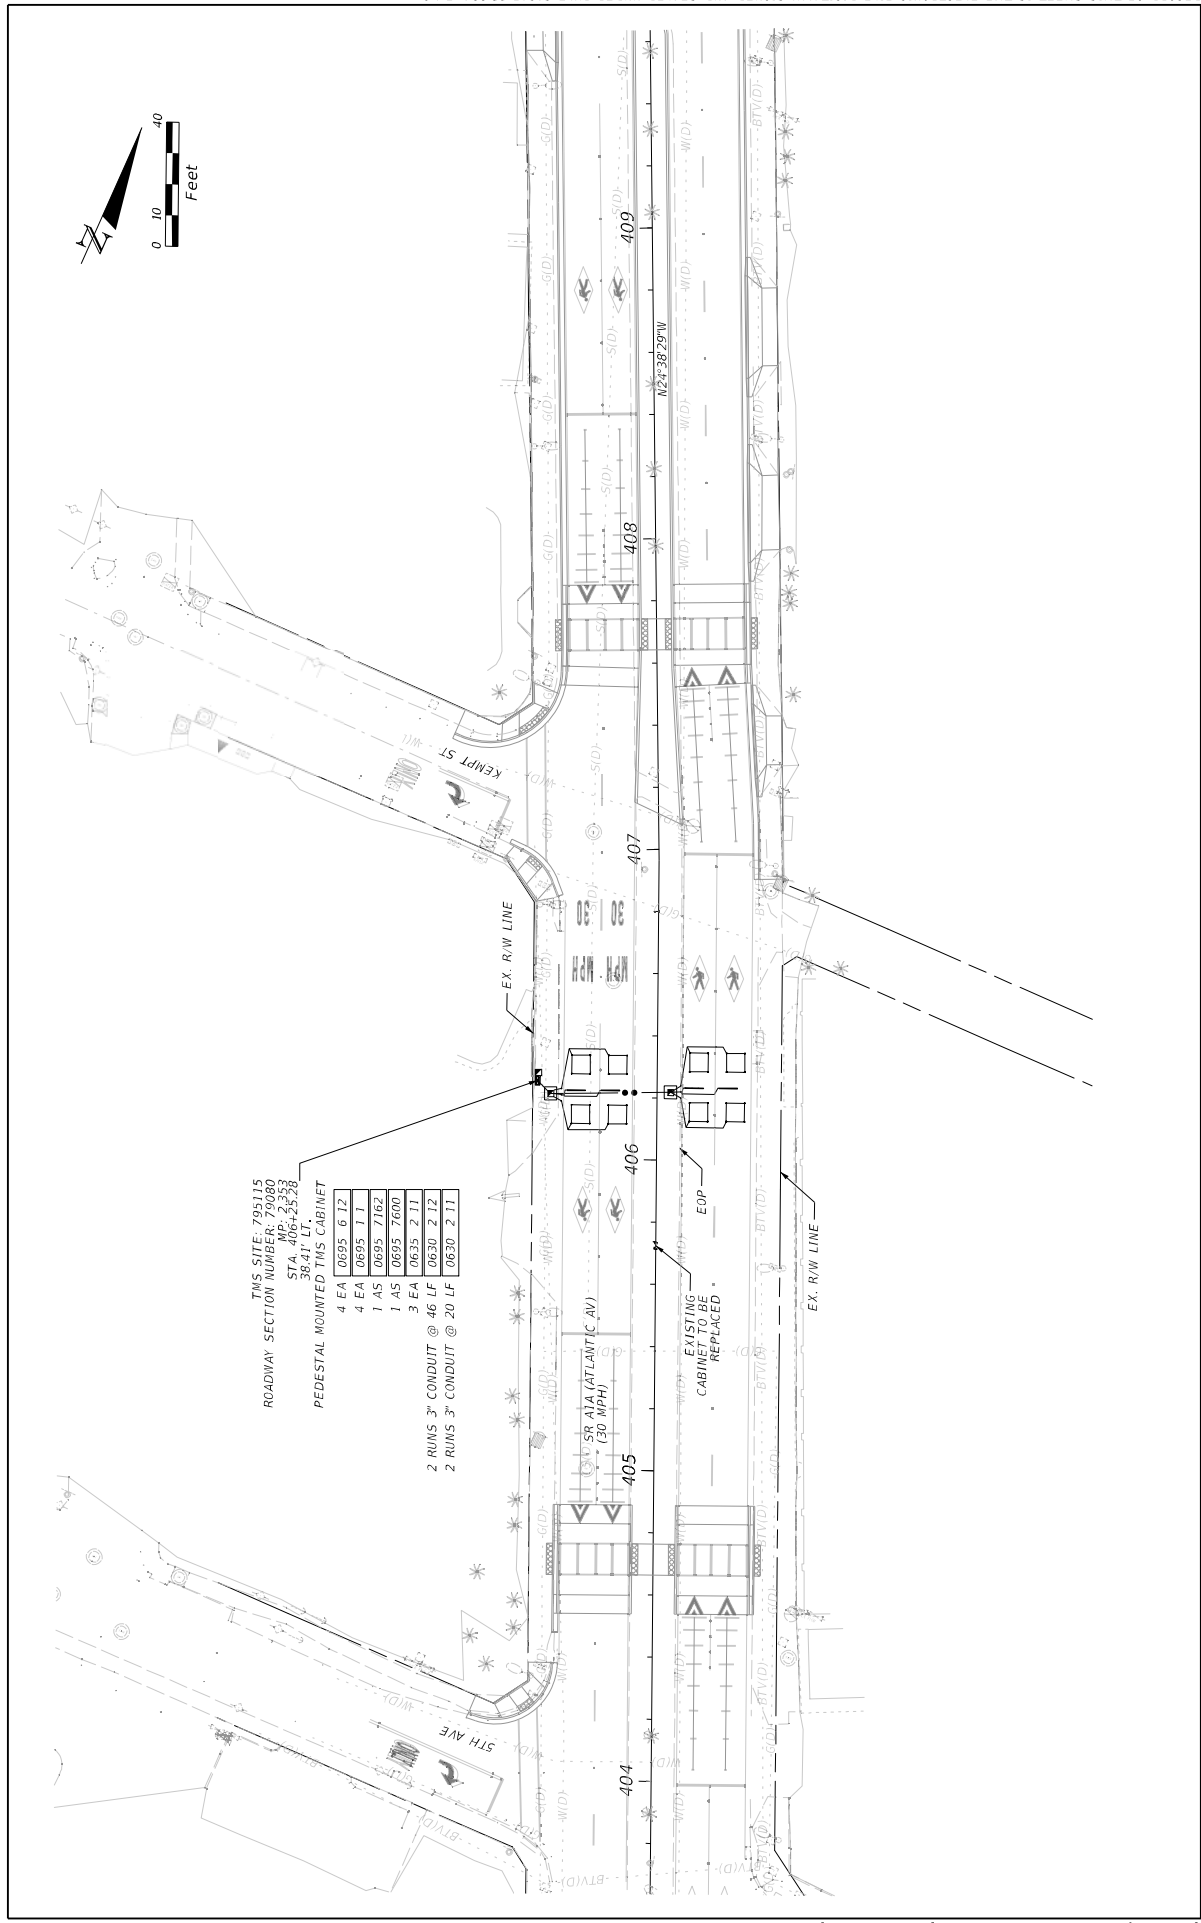 0 10 40
Feet
409
N24°38'29"W
408
KEMPT ST
407
30 30
MPH MPH
EX. R/W LINE
406
EOP
EX. R/W LINE
EXISTING
CABINET TO BE
REPLACED
TMS SITE: 795115
ROADWAY SECTION NUMBER: 79080
MP: 2.353
STA. 406+25.28
38.41' LT.
PEDESTAL MOUNTED TMS CABINET
4 EA 0695 6 12
4 EA 0695 1 1
1 AS 0695 7162
1 AS 0695 7600
3 EA 0635 2 11
2 RUNS 3" CONDUIT @ 46 LF 0630 2 12
2 RUNS 3" CONDUIT @ 20 LF 0630 2 11
SR A1A (ATLANTIC AV)
(30 MPH)
405
5TH AVE
404
G(D)
S(D)
W(D)
BTV(D)